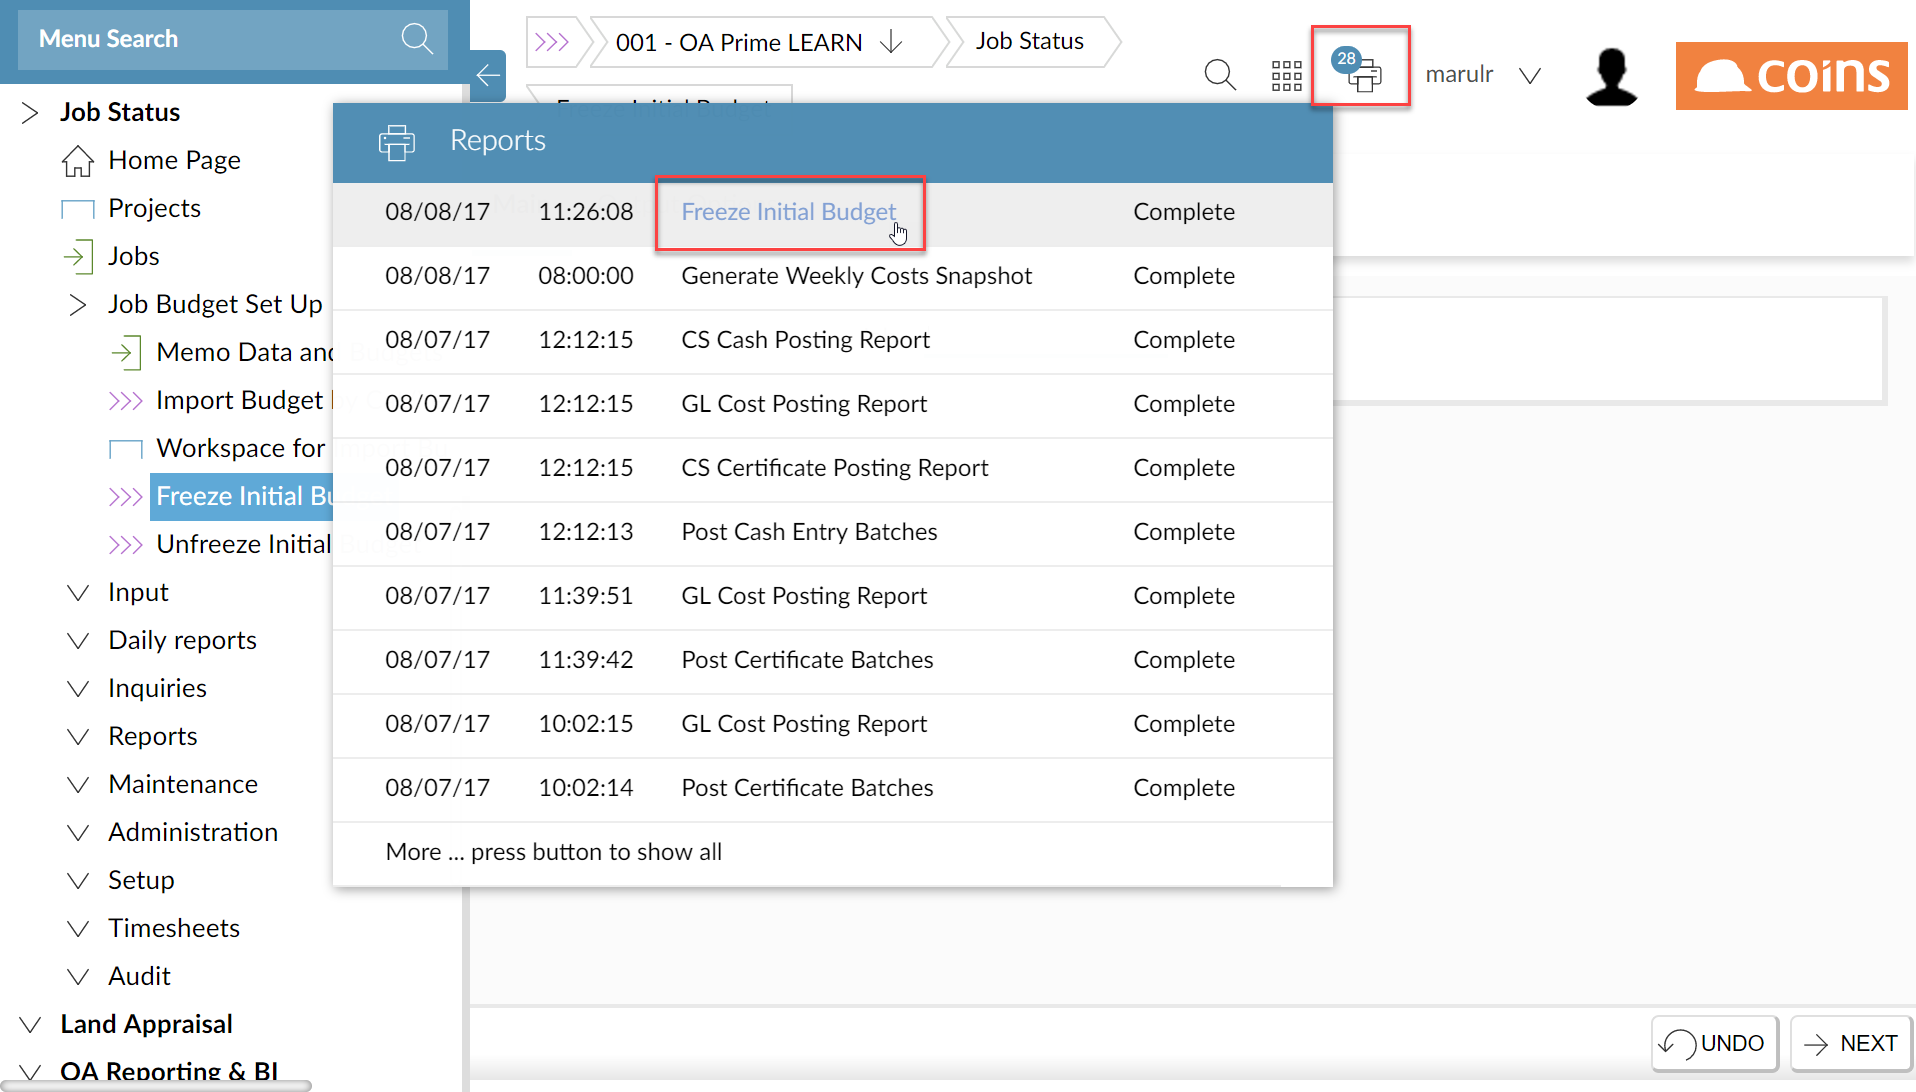 Menu Search
001 - OA Prime LEARN
Job Status
28
marulr
coins
Job Status
Home Page
Projects
Jobs
Job Budget Set Up
Memo Data and
Import Budget
Workspace for
Freeze Initial Bu
Unfreeze Initial
Input
Daily reports
Inquiries
Reports
Maintenance
Administration
Setup
Timesheets
Audit
Land Appraisal
OA Reporting & BI
Freeze Initial Budget
Reports
08/08/17 11:26:08 Freeze Initial Budget Complete
08/08/17 08:00:00 Generate Weekly Costs Snapshot Complete
08/07/17 12:12:15 CS Cash Posting Report Complete
08/07/17 12:12:15 GL Cost Posting Report Complete
08/07/17 12:12:15 CS Certificate Posting Report Complete
08/07/17 12:12:13 Post Cash Entry Batches Complete
08/07/17 11:39:51 GL Cost Posting Report Complete
08/07/17 11:39:42 Post Certificate Batches Complete
08/07/17 10:02:15 GL Cost Posting Report Complete
08/07/17 10:02:14 Post Certificate Batches Complete
More ... press button to show all
UNDO
NEXT